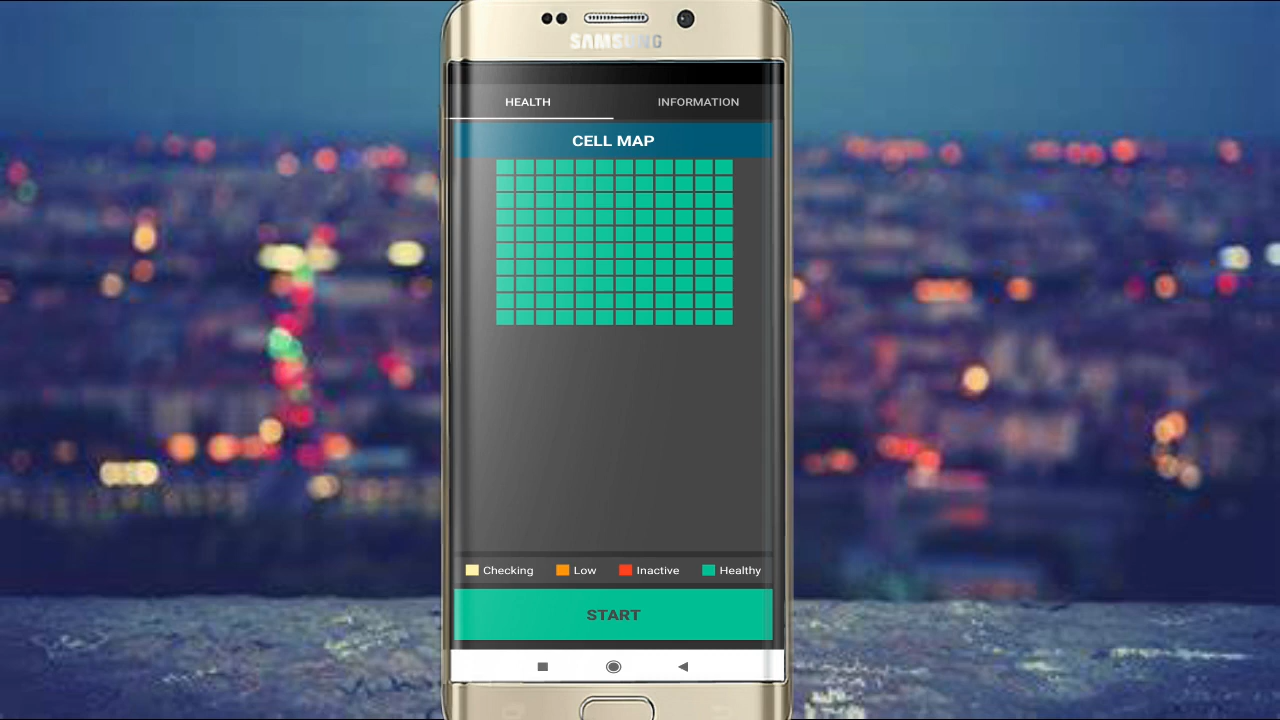 SAMSUNG
HEALTH
INFORMATION
CELL MAP
Checking
Low
Inactive
Healthy
START